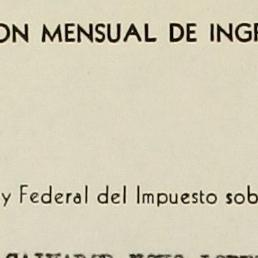 ON MENSUAL DE INGR
y Federal del Impuesto sob